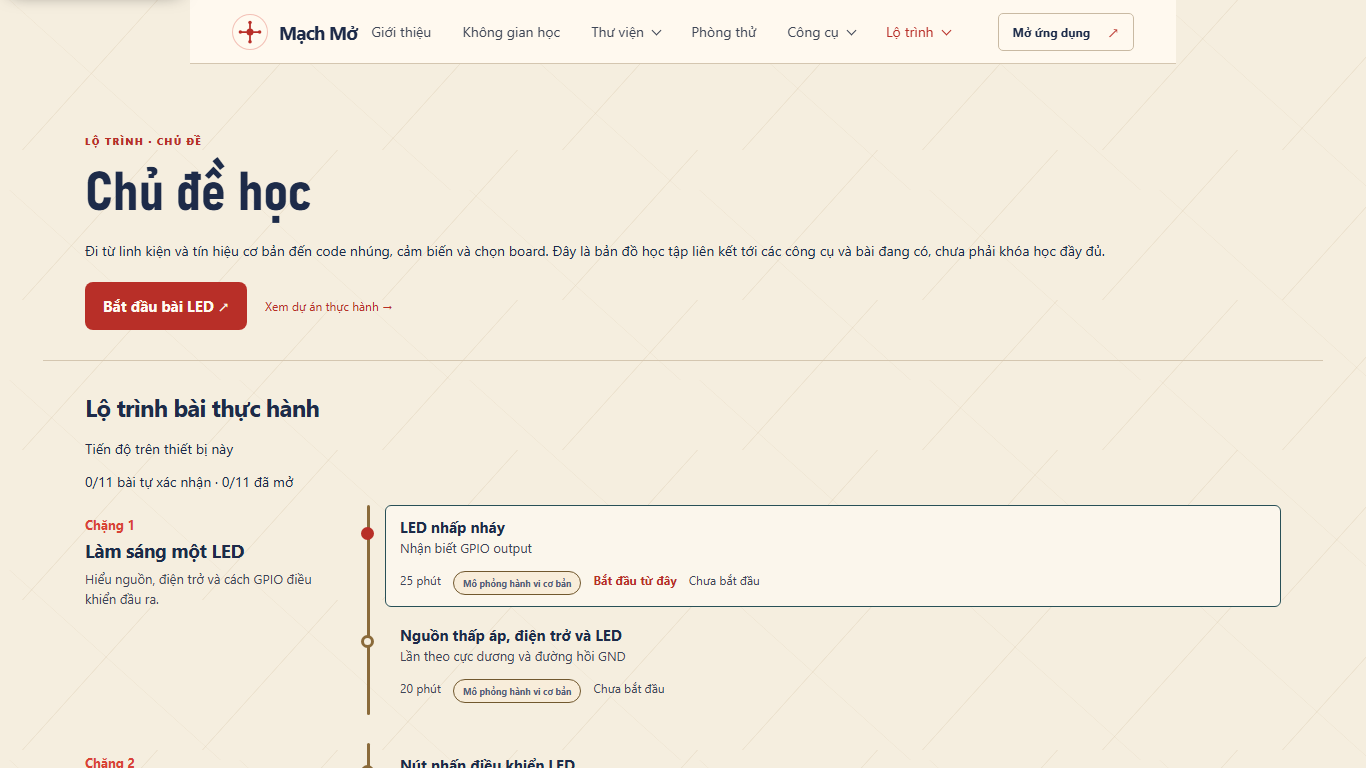 Mạch Mở
Giới thiệu
Không gian học
Thư viện
Phòng thử
Công cụ
Lộ trình
Mở ứng dụng ↗
LỘ TRÌNH · CHỦ ĐỀ
Chủ đề học
Đi từ linh kiện và tín hiệu cơ bản đến code nhúng, cảm biến và chọn board. Đây là bản đồ học tập liên kết tới các công cụ và bài đang có, chưa phải khóa học đầy đủ.
Bắt đầu bài LED ↗
Xem dự án thực hành →
Lộ trình bài thực hành
Tiến độ trên thiết bị này
0/11 bài tự xác nhận · 0/11 đã mở
Chặng 1
Làm sáng một LED
Hiểu nguồn, điện trở và cách GPIO điều
khiển đầu ra.
LED nhấp nháy
Nhận biết GPIO output
25 phút
Mô phỏng hành vi cơ bản
Bắt đầu từ đây
Chưa bắt đầu
Nguồn thấp áp, điện trở và LED
Lần theo cực dương và đường hồi GND
20 phút
Mô phỏng hành vi cơ bản
Chưa bắt đầu
Chặng 2
Nút nhấn điều khiển LED